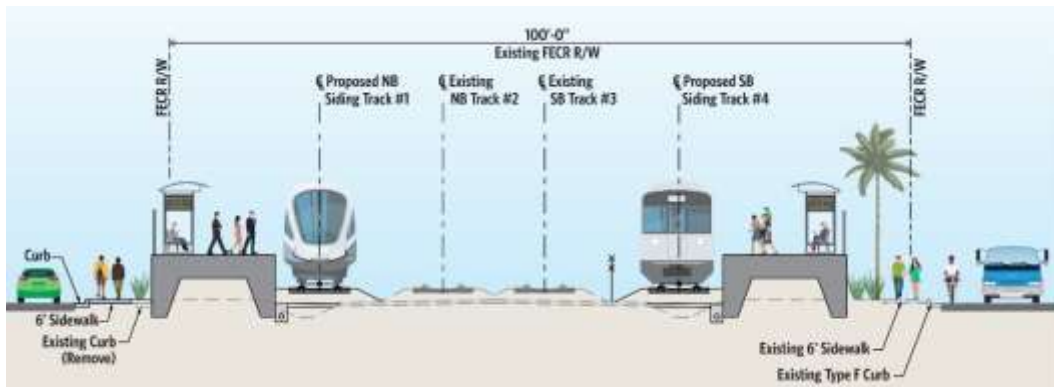 100'-0"
Existing FECR R/W
FECR R/W
℄ Proposed NB
Siding Track #1
℄ Existing
NB Track #2
℄ Existing
SB Track #3
℄ Proposed SB
Siding Track #4
FECR R/W
Curb
6' Sidewalk
Existing Curb
(Remove)
Existing 6' Sidewalk
Existing Type F Curb